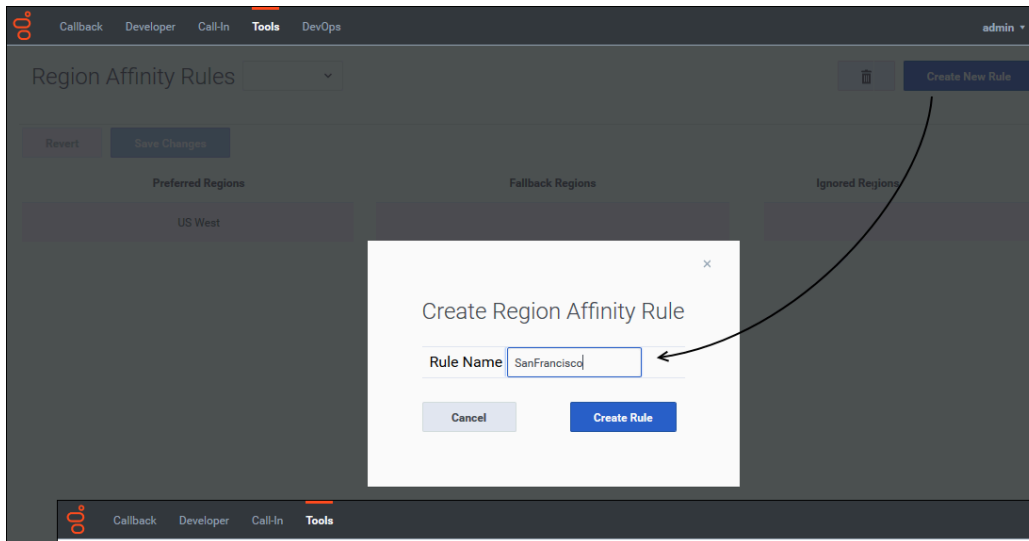 Callback Developer Call-In Tools DevOps admin
Region Affinity Rules Create New Rule
Revert Save Changes
Preferred Regions Fallback Regions Ignored Regions
US West
×
Create Region Affinity Rule
Rule Name SanFrancisco
Cancel Create Rule
Callback Developer Call-In Tools